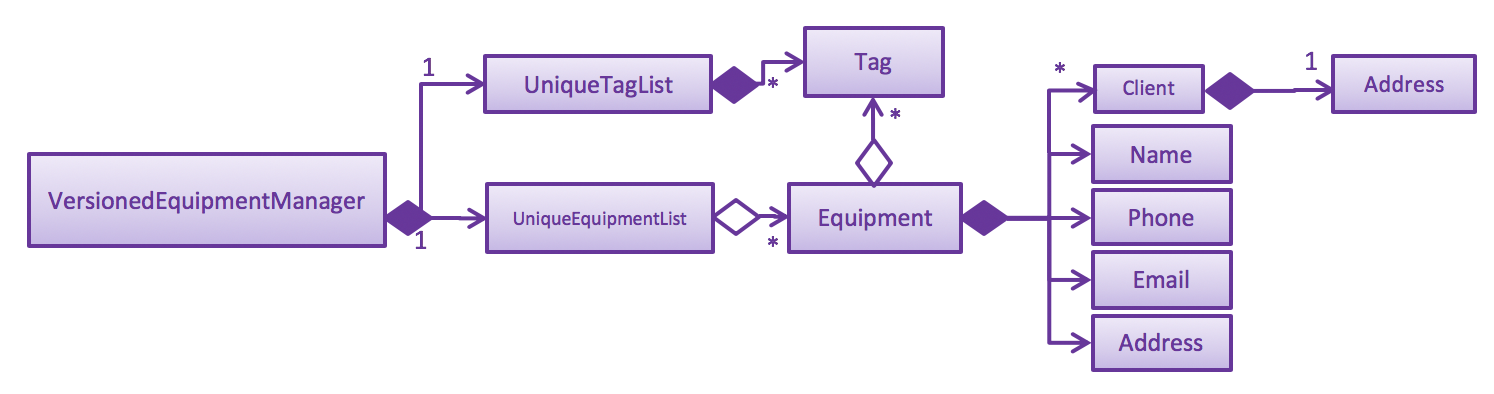 VersionedEquipmentManager
1
1
UniqueTagList
*
Tag
*
UniqueEquipmentList
*
Equipment
*
Client
1
Address
Name
Phone
Email
Address